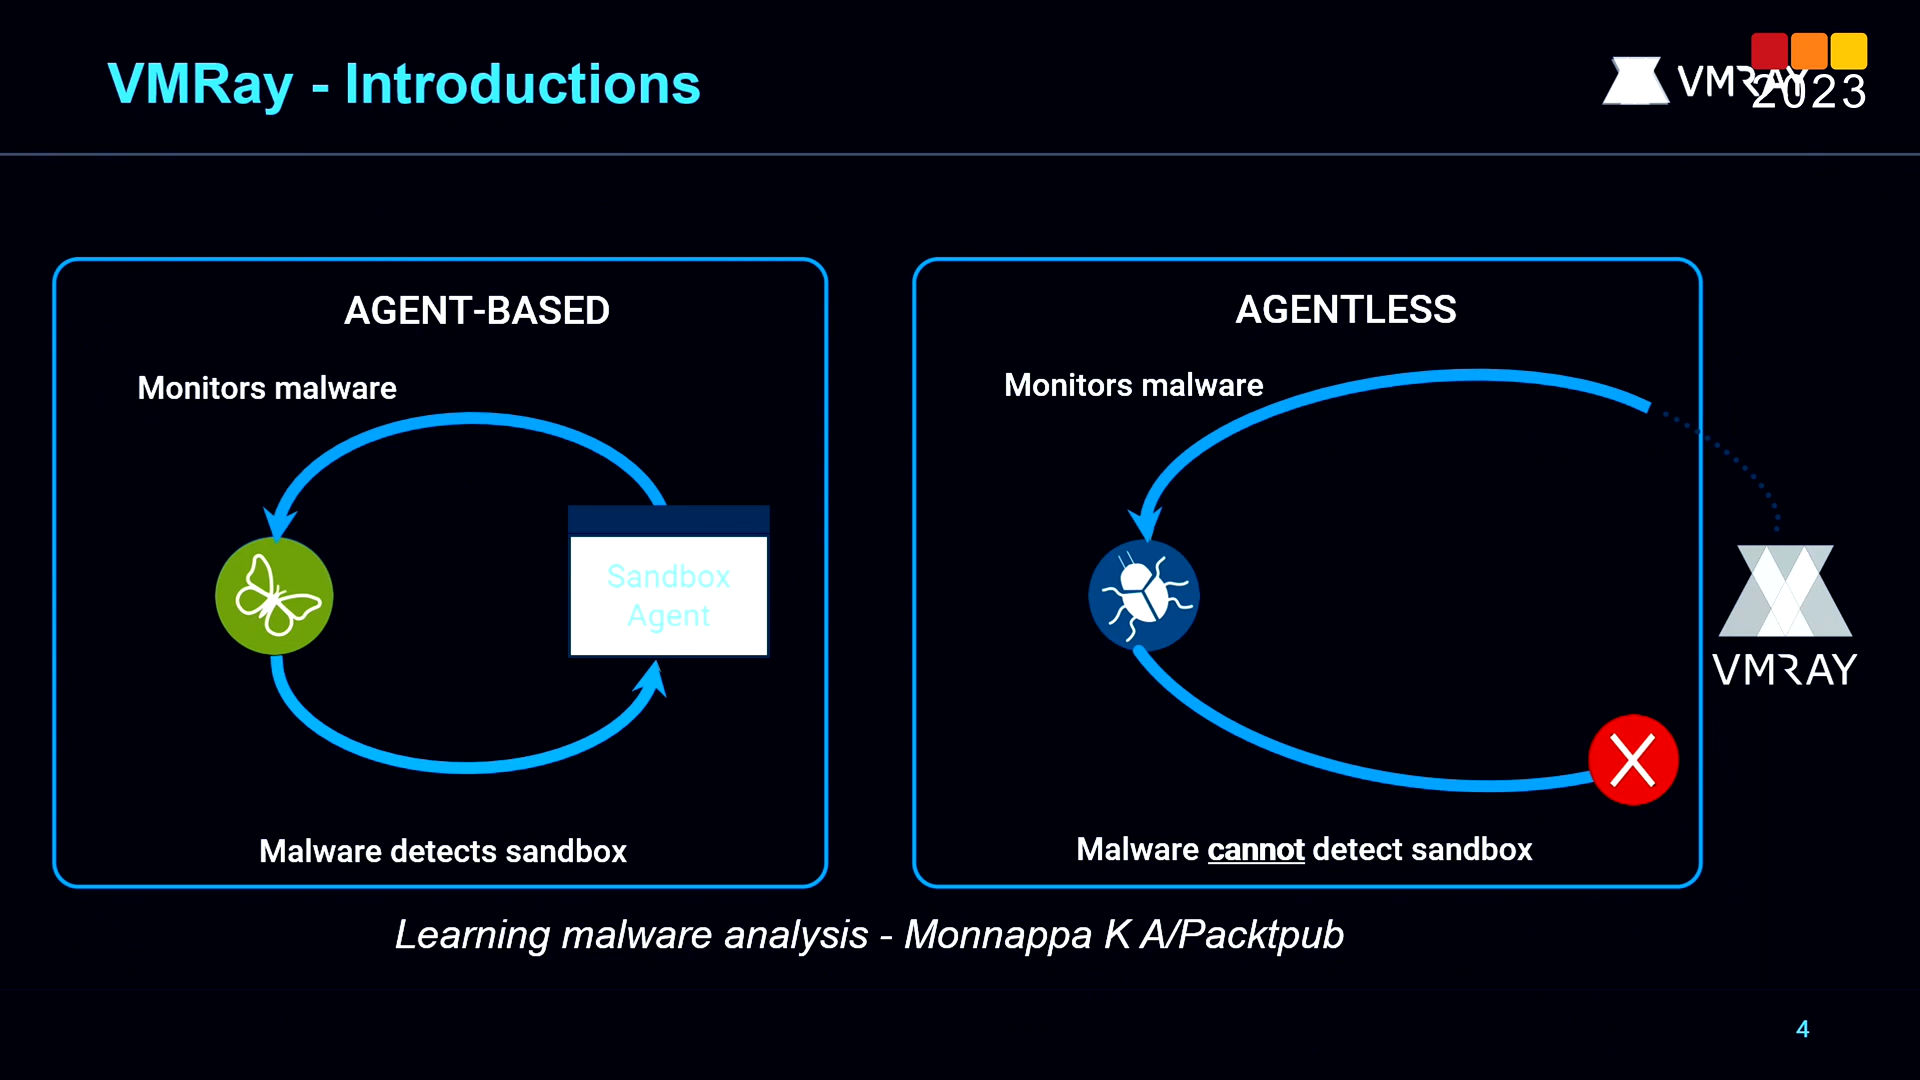 VMRay - Introductions
VMRAY
2023
AGENT-BASED
Monitors malware
Sandbox
Agent
Malware detects sandbox
AGENTLESS
Monitors malware
VMRAY
Malware cannot detect sandbox
Learning malware analysis - Monnappa K A/Packtpub
4